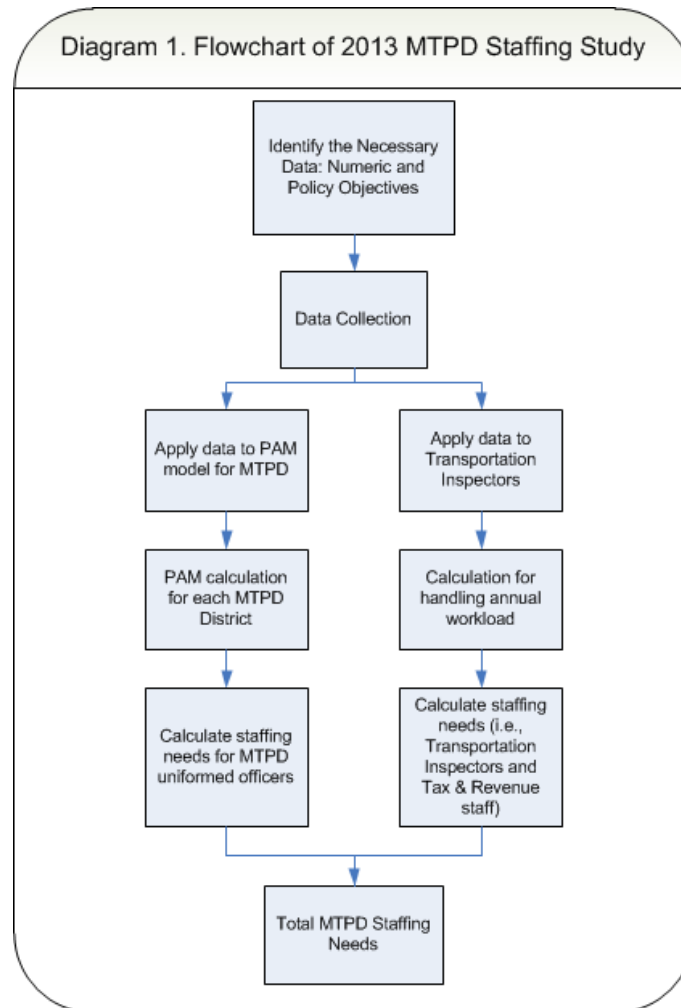 Diagram 1. Flowchart of 2013 MTPD Staffing Study
Identify the Necessary
Data: Numeric and
Policy Objectives
Data Collection
Apply data to PAM
model for MTPD
Apply data to
Transportation
Inspectors
PAM calculation
for each MTPD
District
Calculation for
handling annual
workload
Calculate staffing
needs for MTPD
uniformed officers
Calculate staffing
needs (i.e.,
Transportation
Inspectors and
Tax & Revenue
staff)
Total MTPD Staffing
Needs